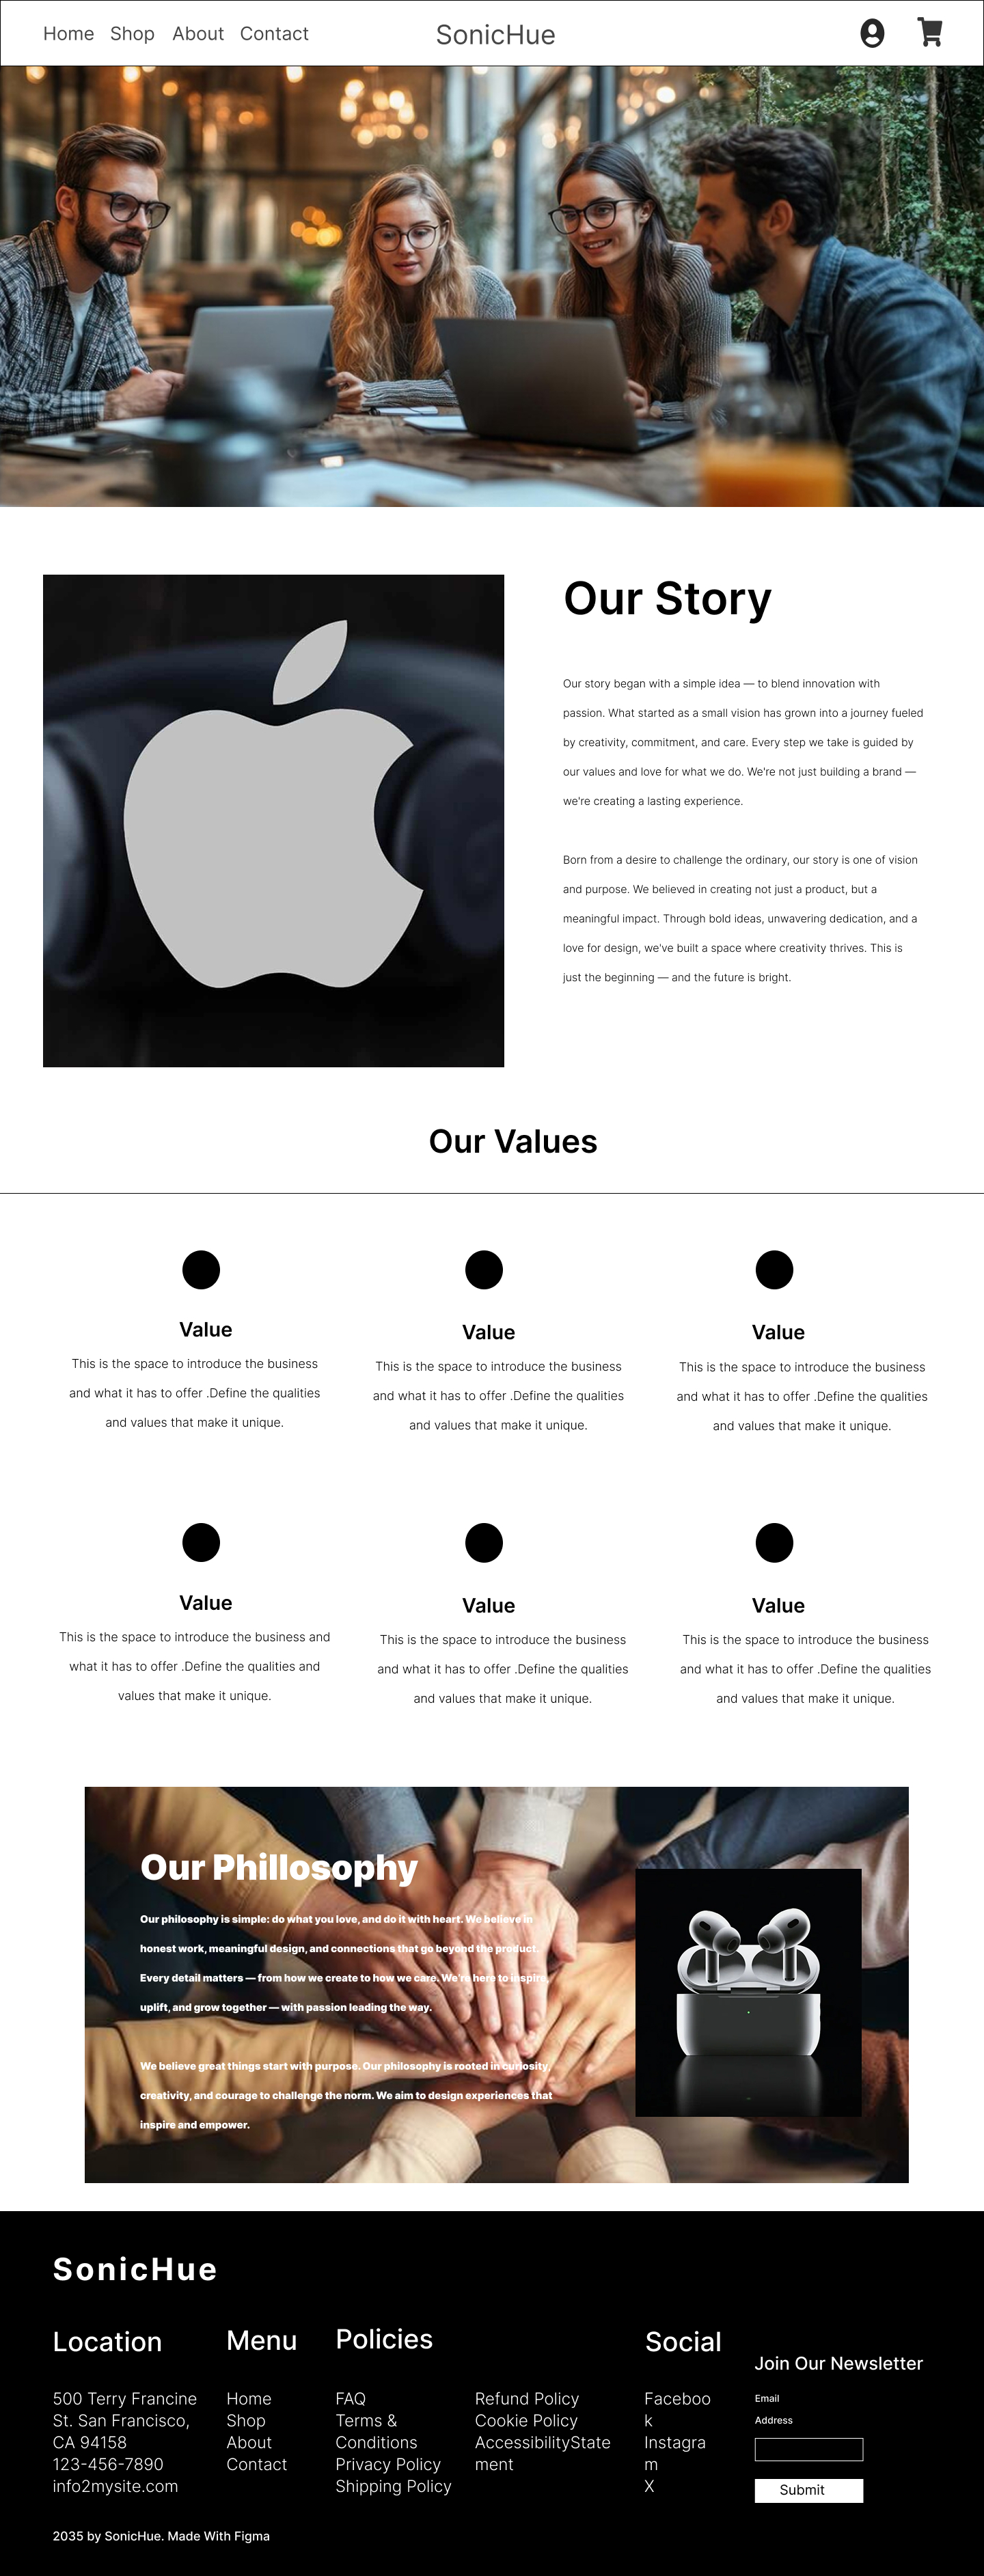 Home Shop About Contact
SonicHue
Our Story
Our story began with a simple idea — to blend innovation with
passion. What started as a small vision has grown into a journey fueled
by creativity, commitment, and care. Every step we take is guided by
our values and love for what we do. We're not just building a brand —
we're creating a lasting experience.
Born from a desire to challenge the ordinary, our story is one of vision
and purpose. We believed in creating not just a product, but a
meaningful impact. Through bold ideas, unwavering dedication, and a
love for design, we've built a space where creativity thrives. This is
just the beginning — and the future is bright.
Our Values
Value
This is the space to introduce the business
and what it has to offer .Define the qualities
and values that make it unique.
Value
This is the space to introduce the business
and what it has to offer .Define the qualities
and values that make it unique.
Value
This is the space to introduce the business
and what it has to offer .Define the qualities
and values that make it unique.
Value
This is the space to introduce the business and
what it has to offer .Define the qualities and
values that make it unique.
Value
This is the space to introduce the business
and what it has to offer .Define the qualities
and values that make it unique.
Value
This is the space to introduce the business
and what it has to offer .Define the qualities
and values that make it unique.
Our Phillosophy
Our philosophy is simple: do what you love, and do it with heart. We believe in
honest work, meaningful design, and connections that go beyond the product.
Every detail matters — from how we create to how we care. We're here to inspire,
uplift, and grow together — with passion leading the way.
We believe great things start with purpose. Our philosophy is rooted in curiosity,
creativity, and courage to challenge the norm. We aim to design experiences that
inspire and empower.
SonicHue
Location
500 Terry Francine
St. San Francisco,
CA 94158
123-456-7890
info2mysite.com
Menu
Home
Shop
About
Contact
Policies
FAQ
Terms &
Conditions
Privacy Policy
Shipping Policy
Refund Policy
Cookie Policy
AccessibilityState
ment
Social
Faceboo
k
Instagra
m
X
Join Our Newsletter
Email
Address
Submit
2035 by SonicHue. Made With Figma